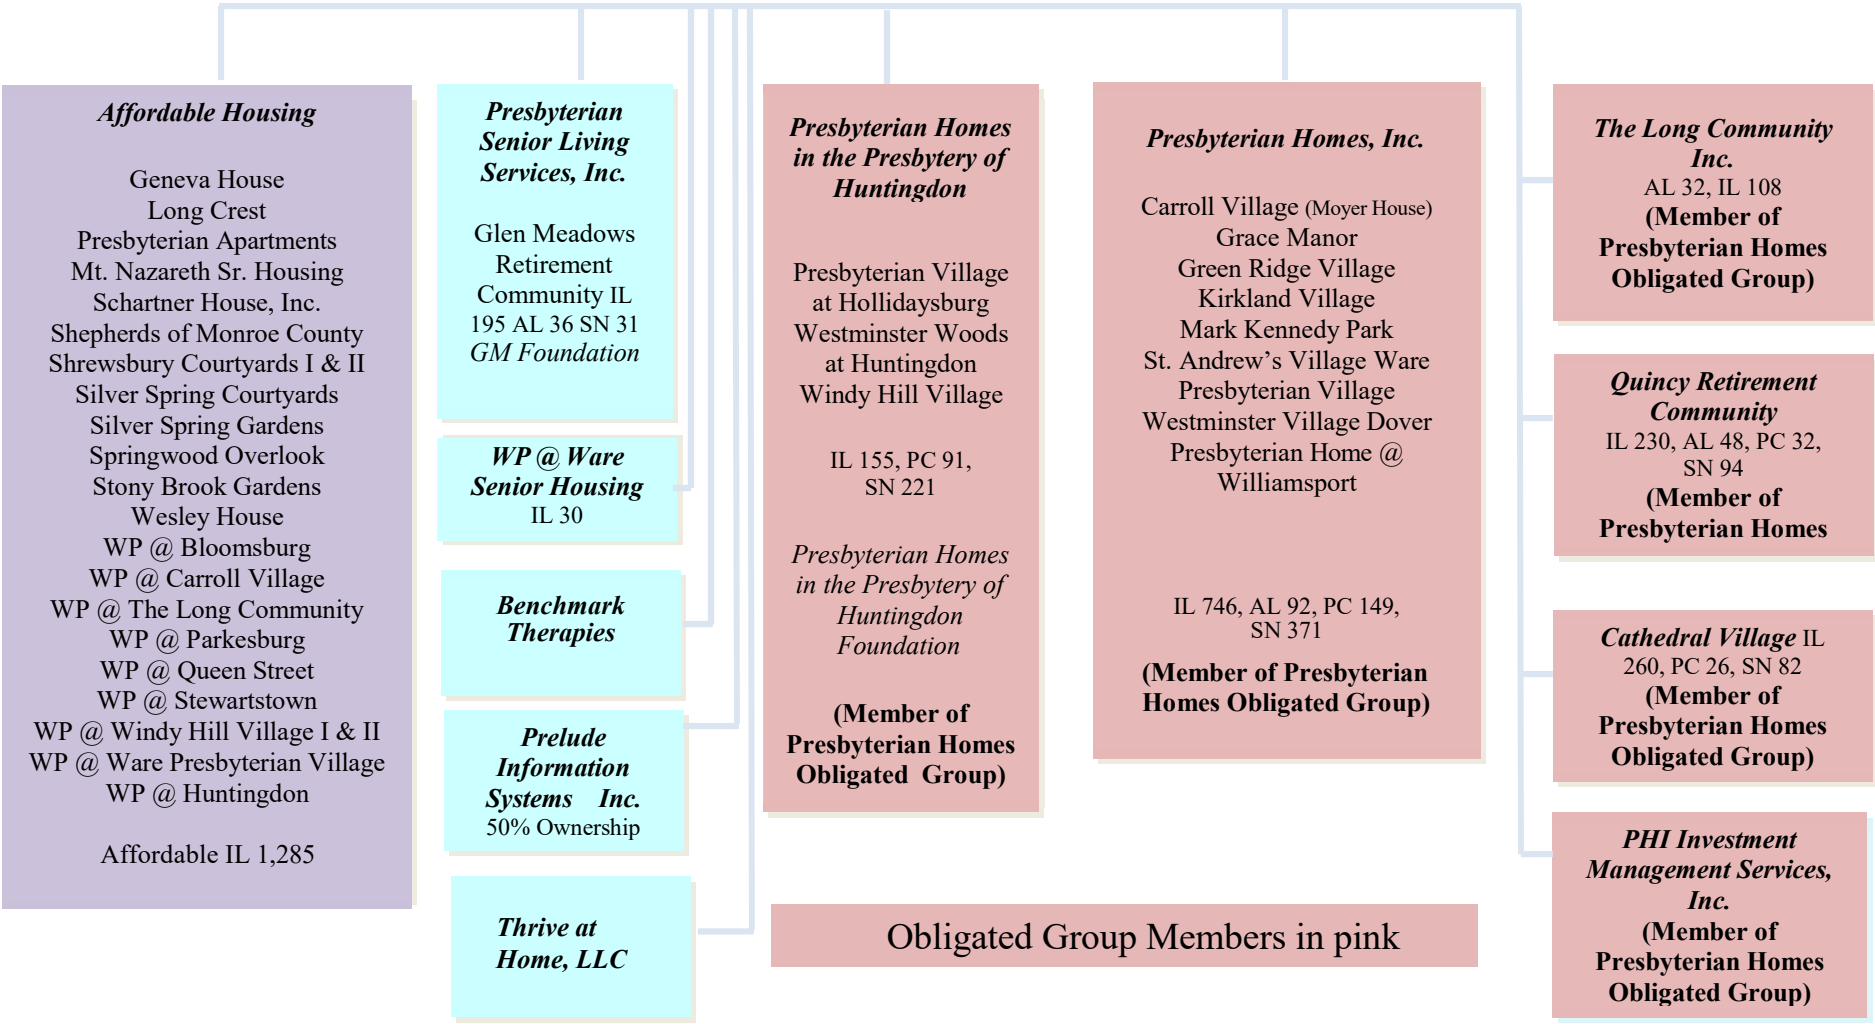 Affordable Housing
Geneva House
Long Crest
Presbyterian Apartments
Mt. Nazareth Sr. Housing
Schartner House, Inc.
Shepherds of Monroe County
Shrewsbury Courtyards I & II
Silver Spring Courtyards
Silver Spring Gardens
Springwood Overlook
Stony Brook Gardens
Wesley House
WP @ Bloomsburg
WP @ Carroll Village
WP @ The Long Community
WP @ Parkesburg
WP @ Queen Street
WP @ Stewartstown
WP @ Windy Hill Village I & II
WP @ Ware Presbyterian Village
WP @ Huntingdon
Affordable IL 1,285
Presbyterian
Senior Living
Services, Inc.
Glen Meadows
Retirement
Community IL
195 AL 36 SN 31
GM Foundation
WP @ Ware
Senior Housing
IL 30
Benchmark
Therapies
Prelude
Information
Systems Inc.
50% Ownership
Thrive at
Home, LLC
Presbyterian Homes
in the Presbytery of
Huntingdon
Presbyterian Village
at Hollidaysburg
Westminster Woods
at Huntingdon
Windy Hill Village
IL 155, PC 91,
SN 221
Presbyterian Homes
in the Presbytery of
Huntingdon
Foundation
(Member of
Presbyterian Homes
Obligated Group)
Presbyterian Homes, Inc.
Carroll Village (Moyer House)
Grace Manor
Green Ridge Village
Kirkland Village
Mark Kennedy Park
St. Andrew’s Village Ware
Presbyterian Village
Westminster Village Dover
Presbyterian Home @
Williamsport
IL 746, AL 92, PC 149,
SN 371
(Member of Presbyterian
Homes Obligated Group)
Obligated Group Members in pink
The Long Community
Inc.
AL 32, IL 108
(Member of
Presbyterian Homes
Obligated Group)
Quincy Retirement
Community
IL 230, AL 48, PC 32,
SN 94
(Member of
Presbyterian Homes
Cathedral Village IL
260, PC 26, SN 82
(Member of
Presbyterian Homes
Obligated Group)
PHI Investment
Management Services,
Inc.
(Member of
Presbyterian Homes
Obligated Group)